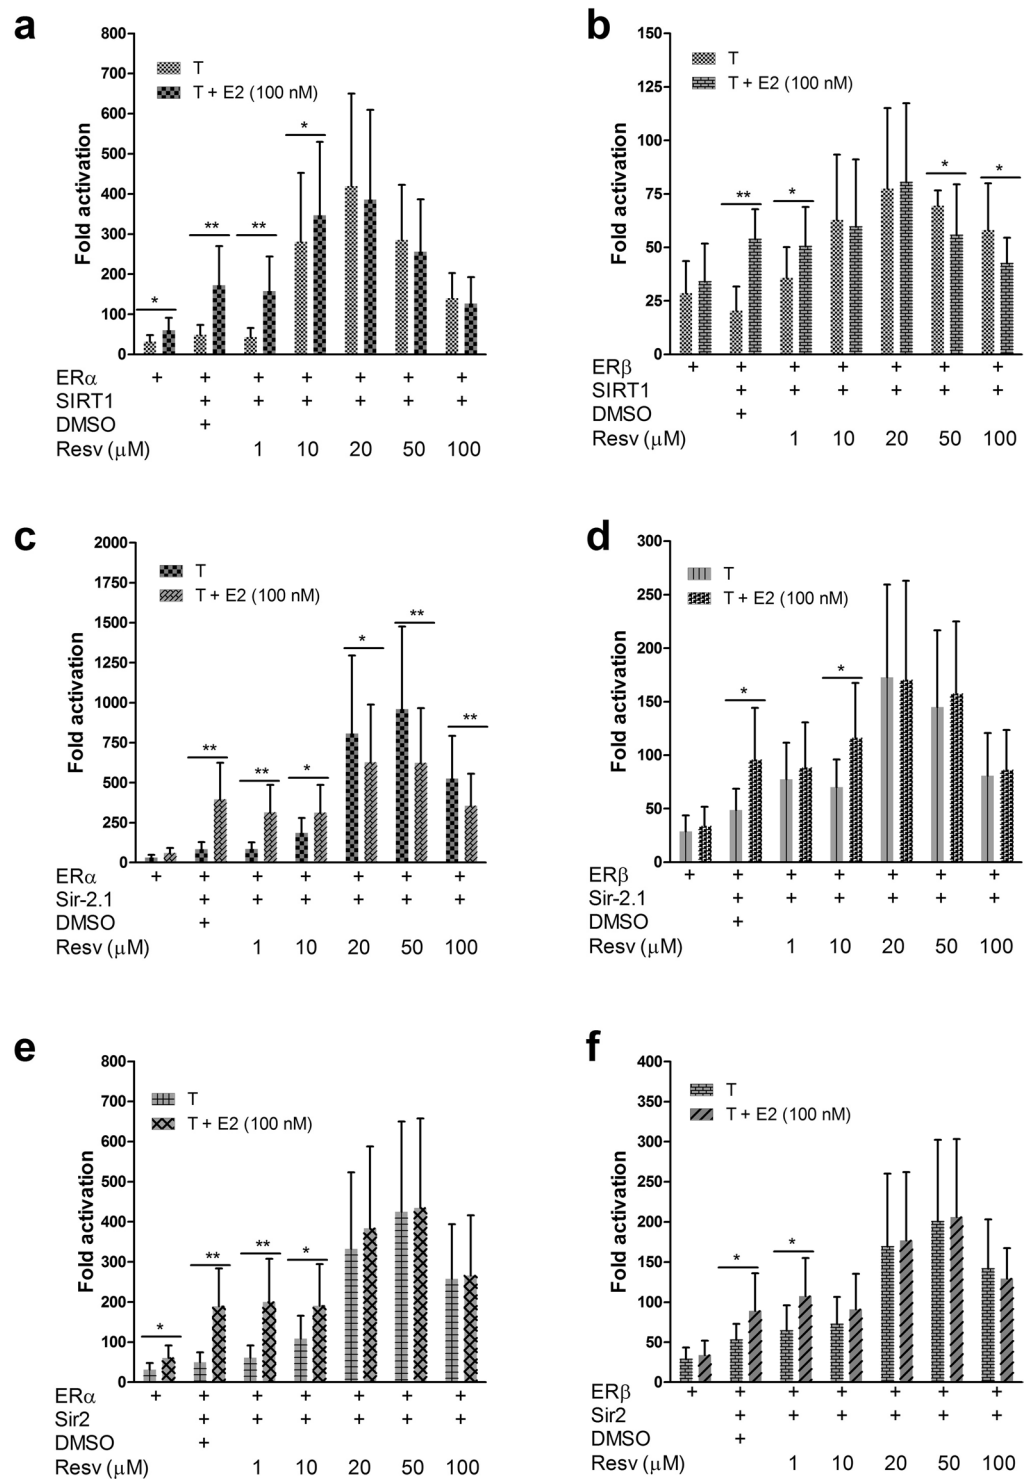 a
800
700
600
500
400
300
200
100
0
Fold activation
T
T + E2 (100 nM)
* ** ** *
ERα + + + + + + +
SIRT1 + + + + + +
DMSO +
Resv (μM) 1 10 20 50 100
b
150
125
100
75
50
25
0
Fold activation
T
T + E2 (100 nM)
** * * *
ERβ + + + + + + +
SIRT1 + + + + + +
DMSO +
Resv (μM) 1 10 20 50 100
c
2000
1750
1500
1250
1000
750
500
250
0
Fold activation
T
T + E2 (100 nM)
** ** * * ** **
ERα + + + + + + +
Sir-2.1 + + + + + +
DMSO +
Resv (μM) 1 10 20 50 100
d
300
250
200
150
100
50
0
Fold activation
T
T + E2 (100 nM)
* *
ERβ + + + + + + +
Sir-2.1 + + + + + +
DMSO +
Resv (μM) 1 10 20 50 100
e
800
700
600
500
400
300
200
100
0
Fold activation
T
T + E2 (100 nM)
* ** ** *
ERα + + + + + + +
Sir2 + + + + + +
DMSO +
Resv (μM) 1 10 20 50 100
f
400
350
300
250
200
150
100
50
0
Fold activation
T
T + E2 (100 nM)
* *
ERβ + + + + + + +
Sir2 + + + + + +
DMSO +
Resv (μM) 1 10 20 50 100